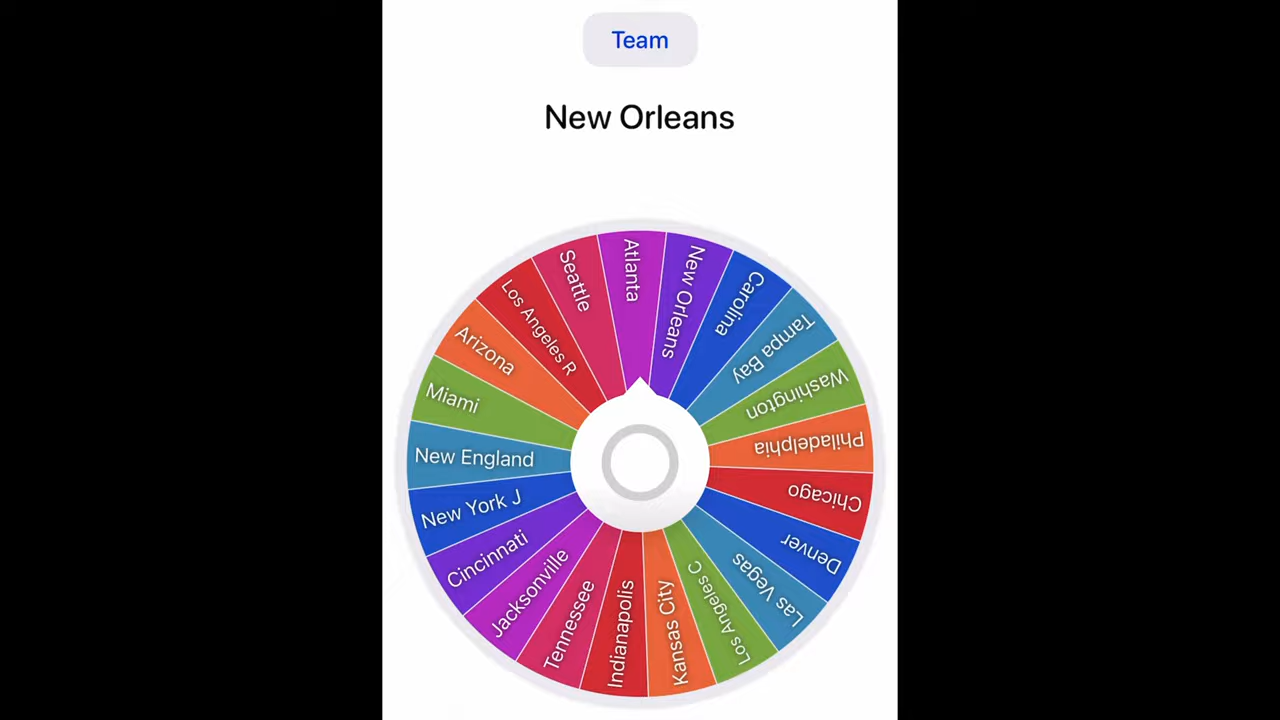 Team
New Orleans
Atlanta
New Orleans
Carolina
Tampa Bay
Washington
Philadelphia
Chicago
Denver
Las Vegas
Los Angeles C
Kansas City
Indianapolis
Tennessee
Jacksonville
Cincinnati
New York J
New England
Miami
Arizona
Los Angeles R
Seattle